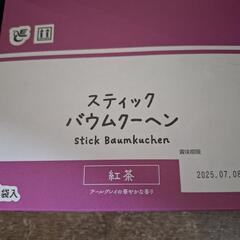 スティック
バウムクーヘン
stick Baumkuchen
賞味期限
2025.07.08
紅茶
アールグレイの華やかな香り
袋入